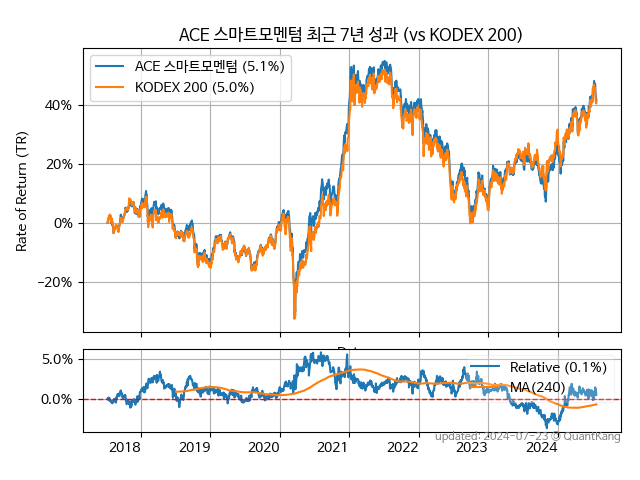 ACE 스마트모멘텀 최근 7년 성과 (vs KODEX 200)
ACE 스마트모멘텀 (5.1%)
KODEX 200 (5.0%)
Rate of Return (TR)
40%
20%
0%
−20%
5.0%
0.0%
Relative (0.1%)
MA(240)
2018 2019 2020 2021 2022 2023 2024
updated: 2024-07-23 © QuantKang